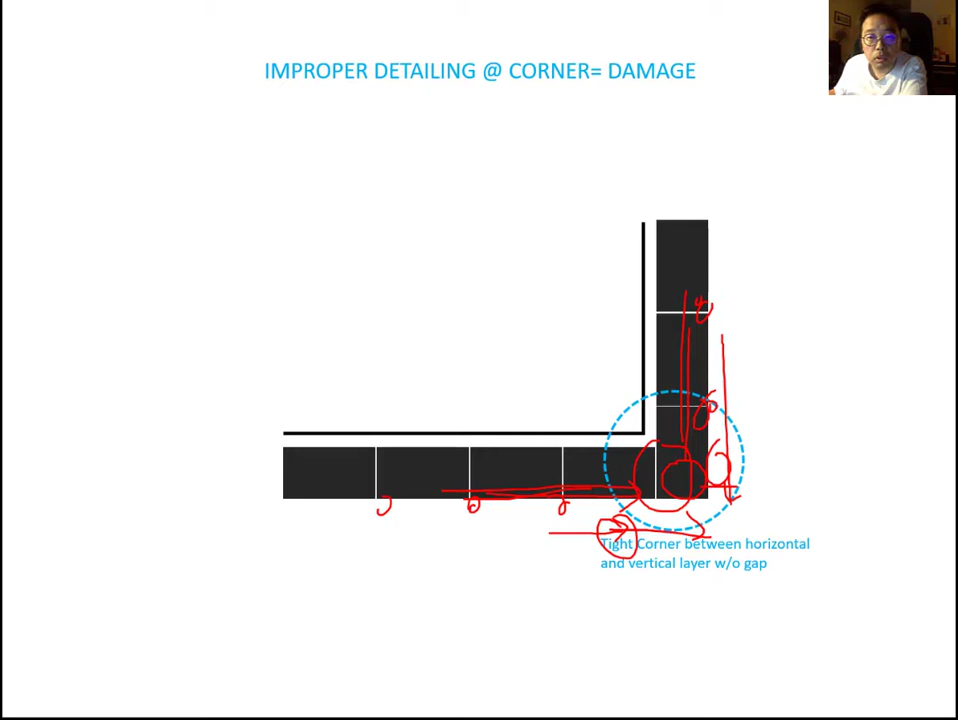 IMPROPER DETAILING @ CORNER= DAMAGE
Tight Corner between horizontal
and vertical layer w/o gap